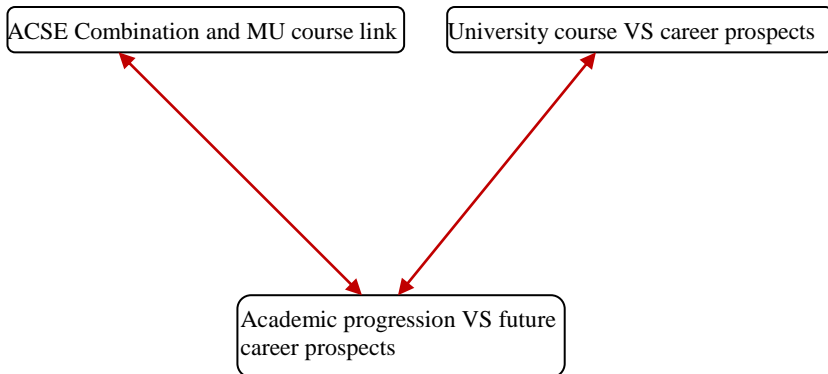 ACSE Combination and MU course link
University course VS career prospects
Academic progression VS future
career prospects